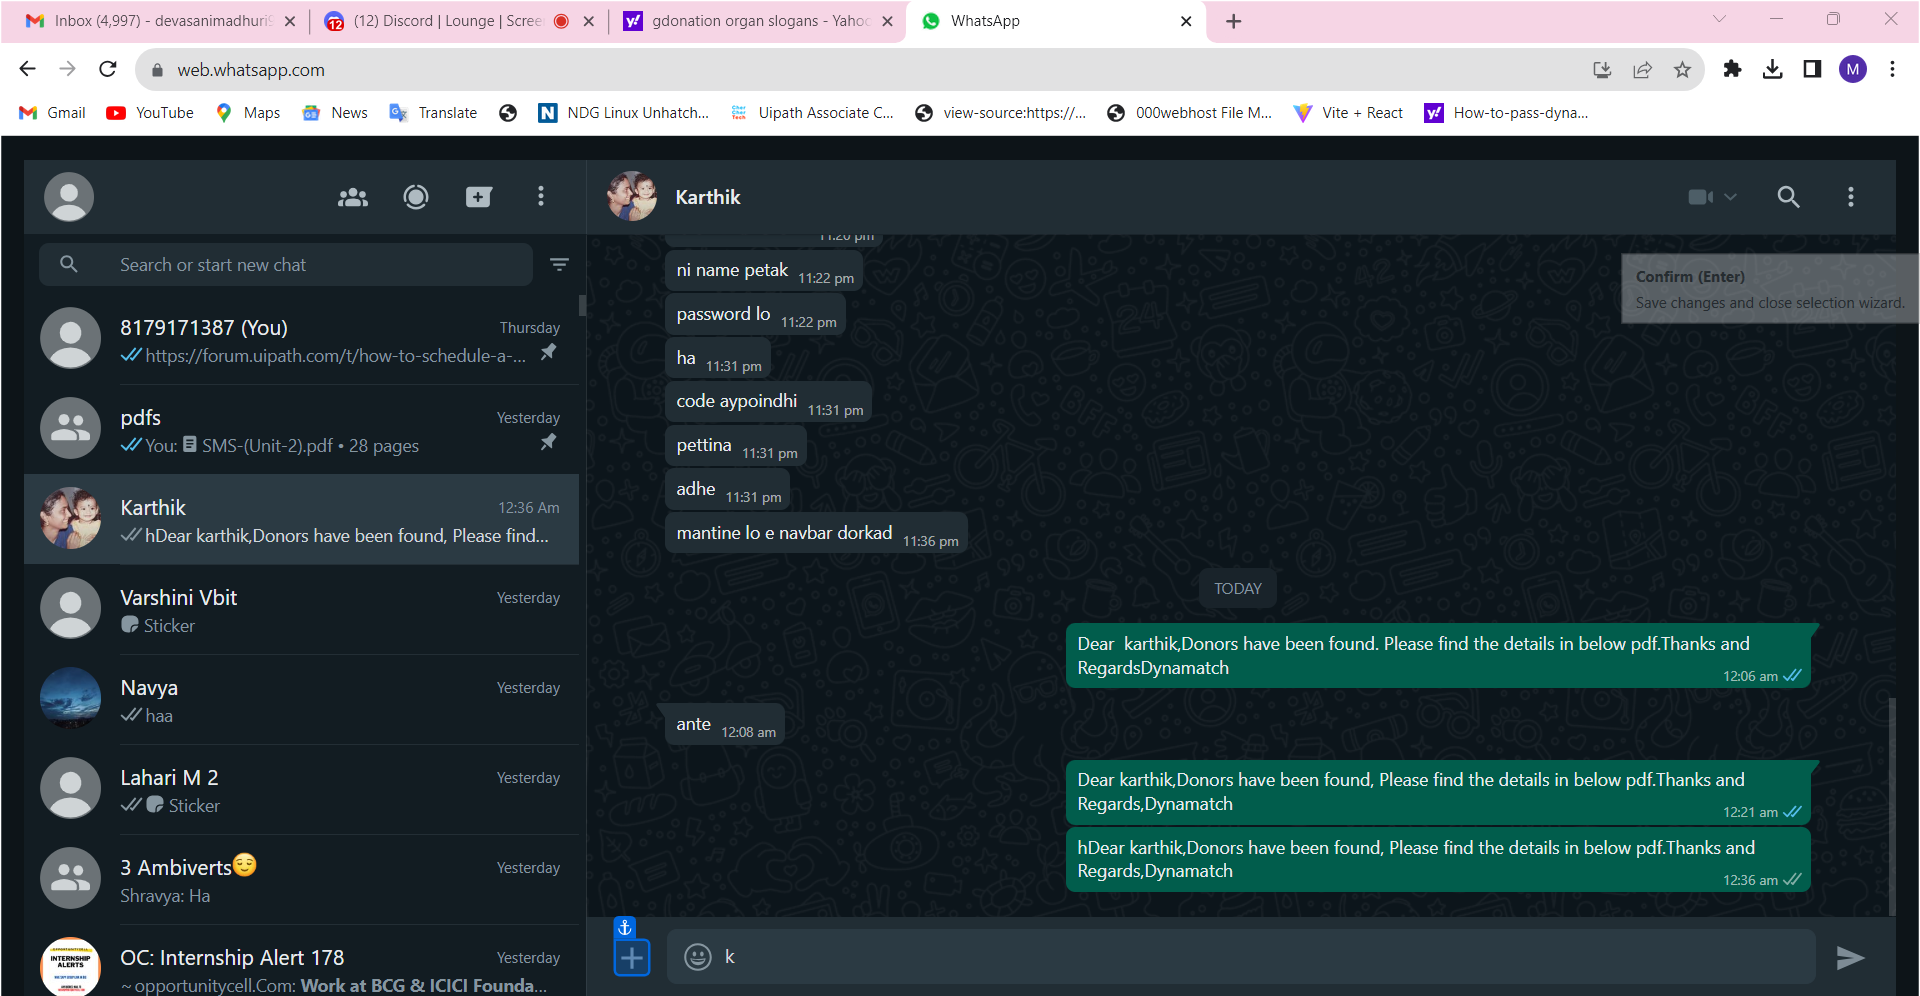 Inbox (4,997) - devasanimadhuri9
(12) Discord | Lounge | Scree
gdonation organ slogans - Yahoo
WhatsApp
web.whatsapp.com
M
Gmail
YouTube
Maps
News
Translate
NDG Linux Unhatch...
Uipath Associate C...
view-source:https://...
000webhost File M...
Vite + React
How-to-pass-dyna...
Search or start new chat
8179171387 (You)
Thursday
https://forum.uipath.com/t/how-to-schedule-a-...
pdfs
Yesterday
You: SMS-(Unit-2).pdf • 28 pages
Karthik
12:36 Am
hDear karthik,Donors have been found, Please find...
Varshini Vbit
Yesterday
Sticker
Navya
Yesterday
haa
Lahari M 2
Yesterday
Sticker
3 Ambiverts😌
Yesterday
Shravya: Ha
INTERNSHIP
ALERTS
OC: Internship Alert 178
Yesterday
~opportunitycell.Com: Work at BCG & ICICI Founda...
Karthik
11:20 pm
ni name petak 11:22 pm
password lo 11:22 pm
ha 11:31 pm
code aypoindhi 11:31 pm
pettina 11:31 pm
adhe 11:31 pm
mantine lo e navbar dorkad 11:36 pm
Confirm (Enter)
Save changes and close selection wizard.
TODAY
Dear  karthik,Donors have been found. Please find the details in below pdf.Thanks and
RegardsDynamatch
12:06 am
ante 12:08 am
Dear karthik,Donors have been found, Please find the details in below pdf.Thanks and
Regards,Dynamatch
12:21 am
hDear karthik,Donors have been found, Please find the details in below pdf.Thanks and
Regards,Dynamatch
12:36 am
k